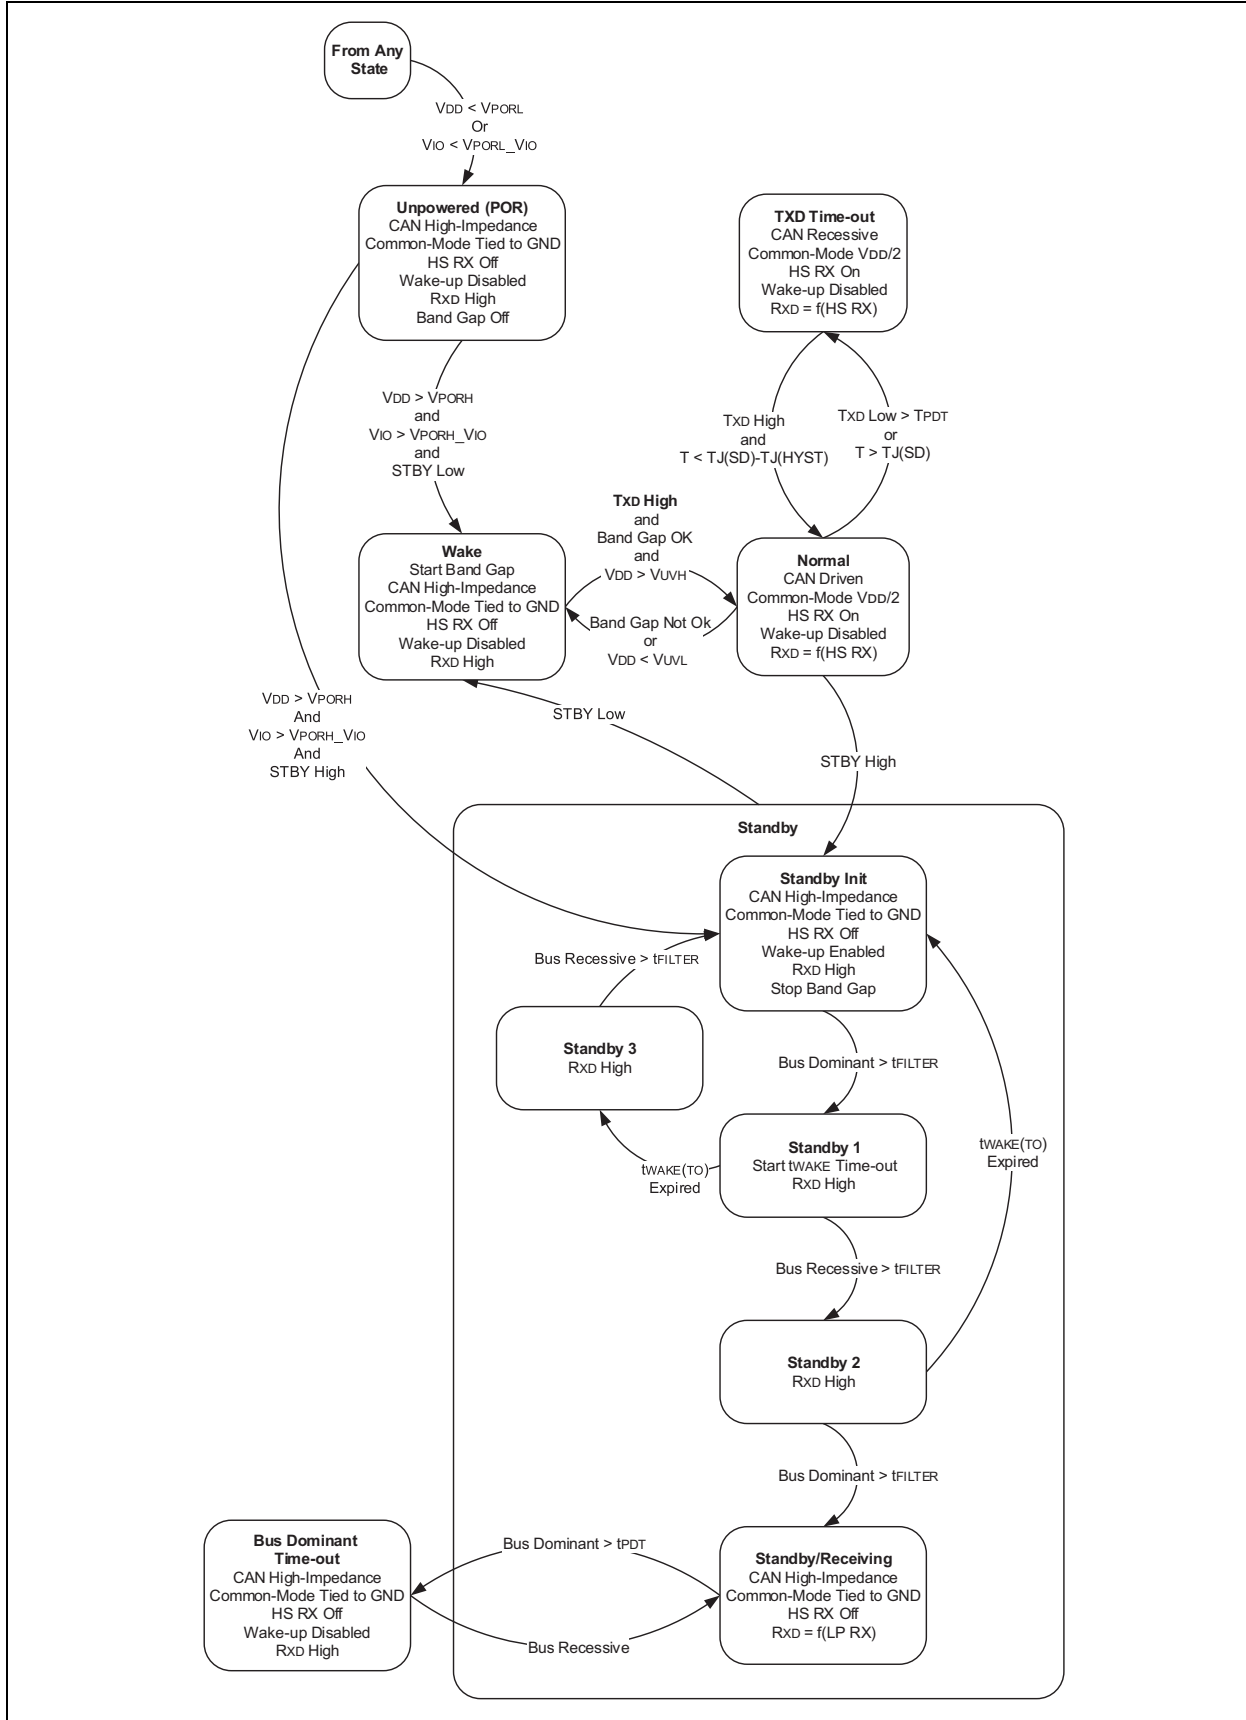 From Any
State
VDD < VPORL
Or
VIO < VPORL_VIO
Unpowered (POR)
CAN High-Impedance
Common-Mode Tied to GND
HS RX Off
Wake-up Disabled
RXD High
Band Gap Off
TXD Time-out
CAN Recessive
Common-Mode VDD/2
HS RX On
Wake-up Disabled
RXD = f(HS RX)
VDD > VPORH
and
VIO > VPORH_VIO
and
STBY Low
TXD High
and
T < TJ(SD)-TJ(HYST)
TXD Low > TPDT
or
T > TJ(SD)
TXD High
and
Band Gap OK
and
VDD > VUVH
Wake
Start Band Gap
CAN High-Impedance
Common-Mode Tied to GND
HS RX Off
Wake-up Disabled
RXD High
Normal
CAN Driven
Common-Mode VDD/2
HS RX On
Wake-up Disabled
RXD = f(HS RX)
Band Gap Not Ok
or
VDD < VUVL
STBY Low
VDD > VPORH
And
VIO > VPORH_VIO
And
STBY High
STBY High
Standby
Standby Init
CAN High-Impedance
Common-Mode Tied to GND
HS RX Off
Wake-up Enabled
RXD High
Stop Band Gap
Bus Recessive > tFILTER
Standby 3
RXD High
Bus Dominant > tFILTER
Standby 1
Start tWAKE Time-out
RXD High
tWAKE(TO)
Expired
tWAKE(TO)
Expired
Bus Recessive > tFILTER
Standby 2
RXD High
Bus Dominant > tFILTER
Bus Dominant
Time-out
CAN High-Impedance
Common-Mode Tied to GND
HS RX Off
Wake-up Disabled
RXD High
Bus Dominant > tPDT
Bus Recessive
Standby/Receiving
CAN High-Impedance
Common-Mode Tied to GND
HS RX Off
RXD = f(LP RX)